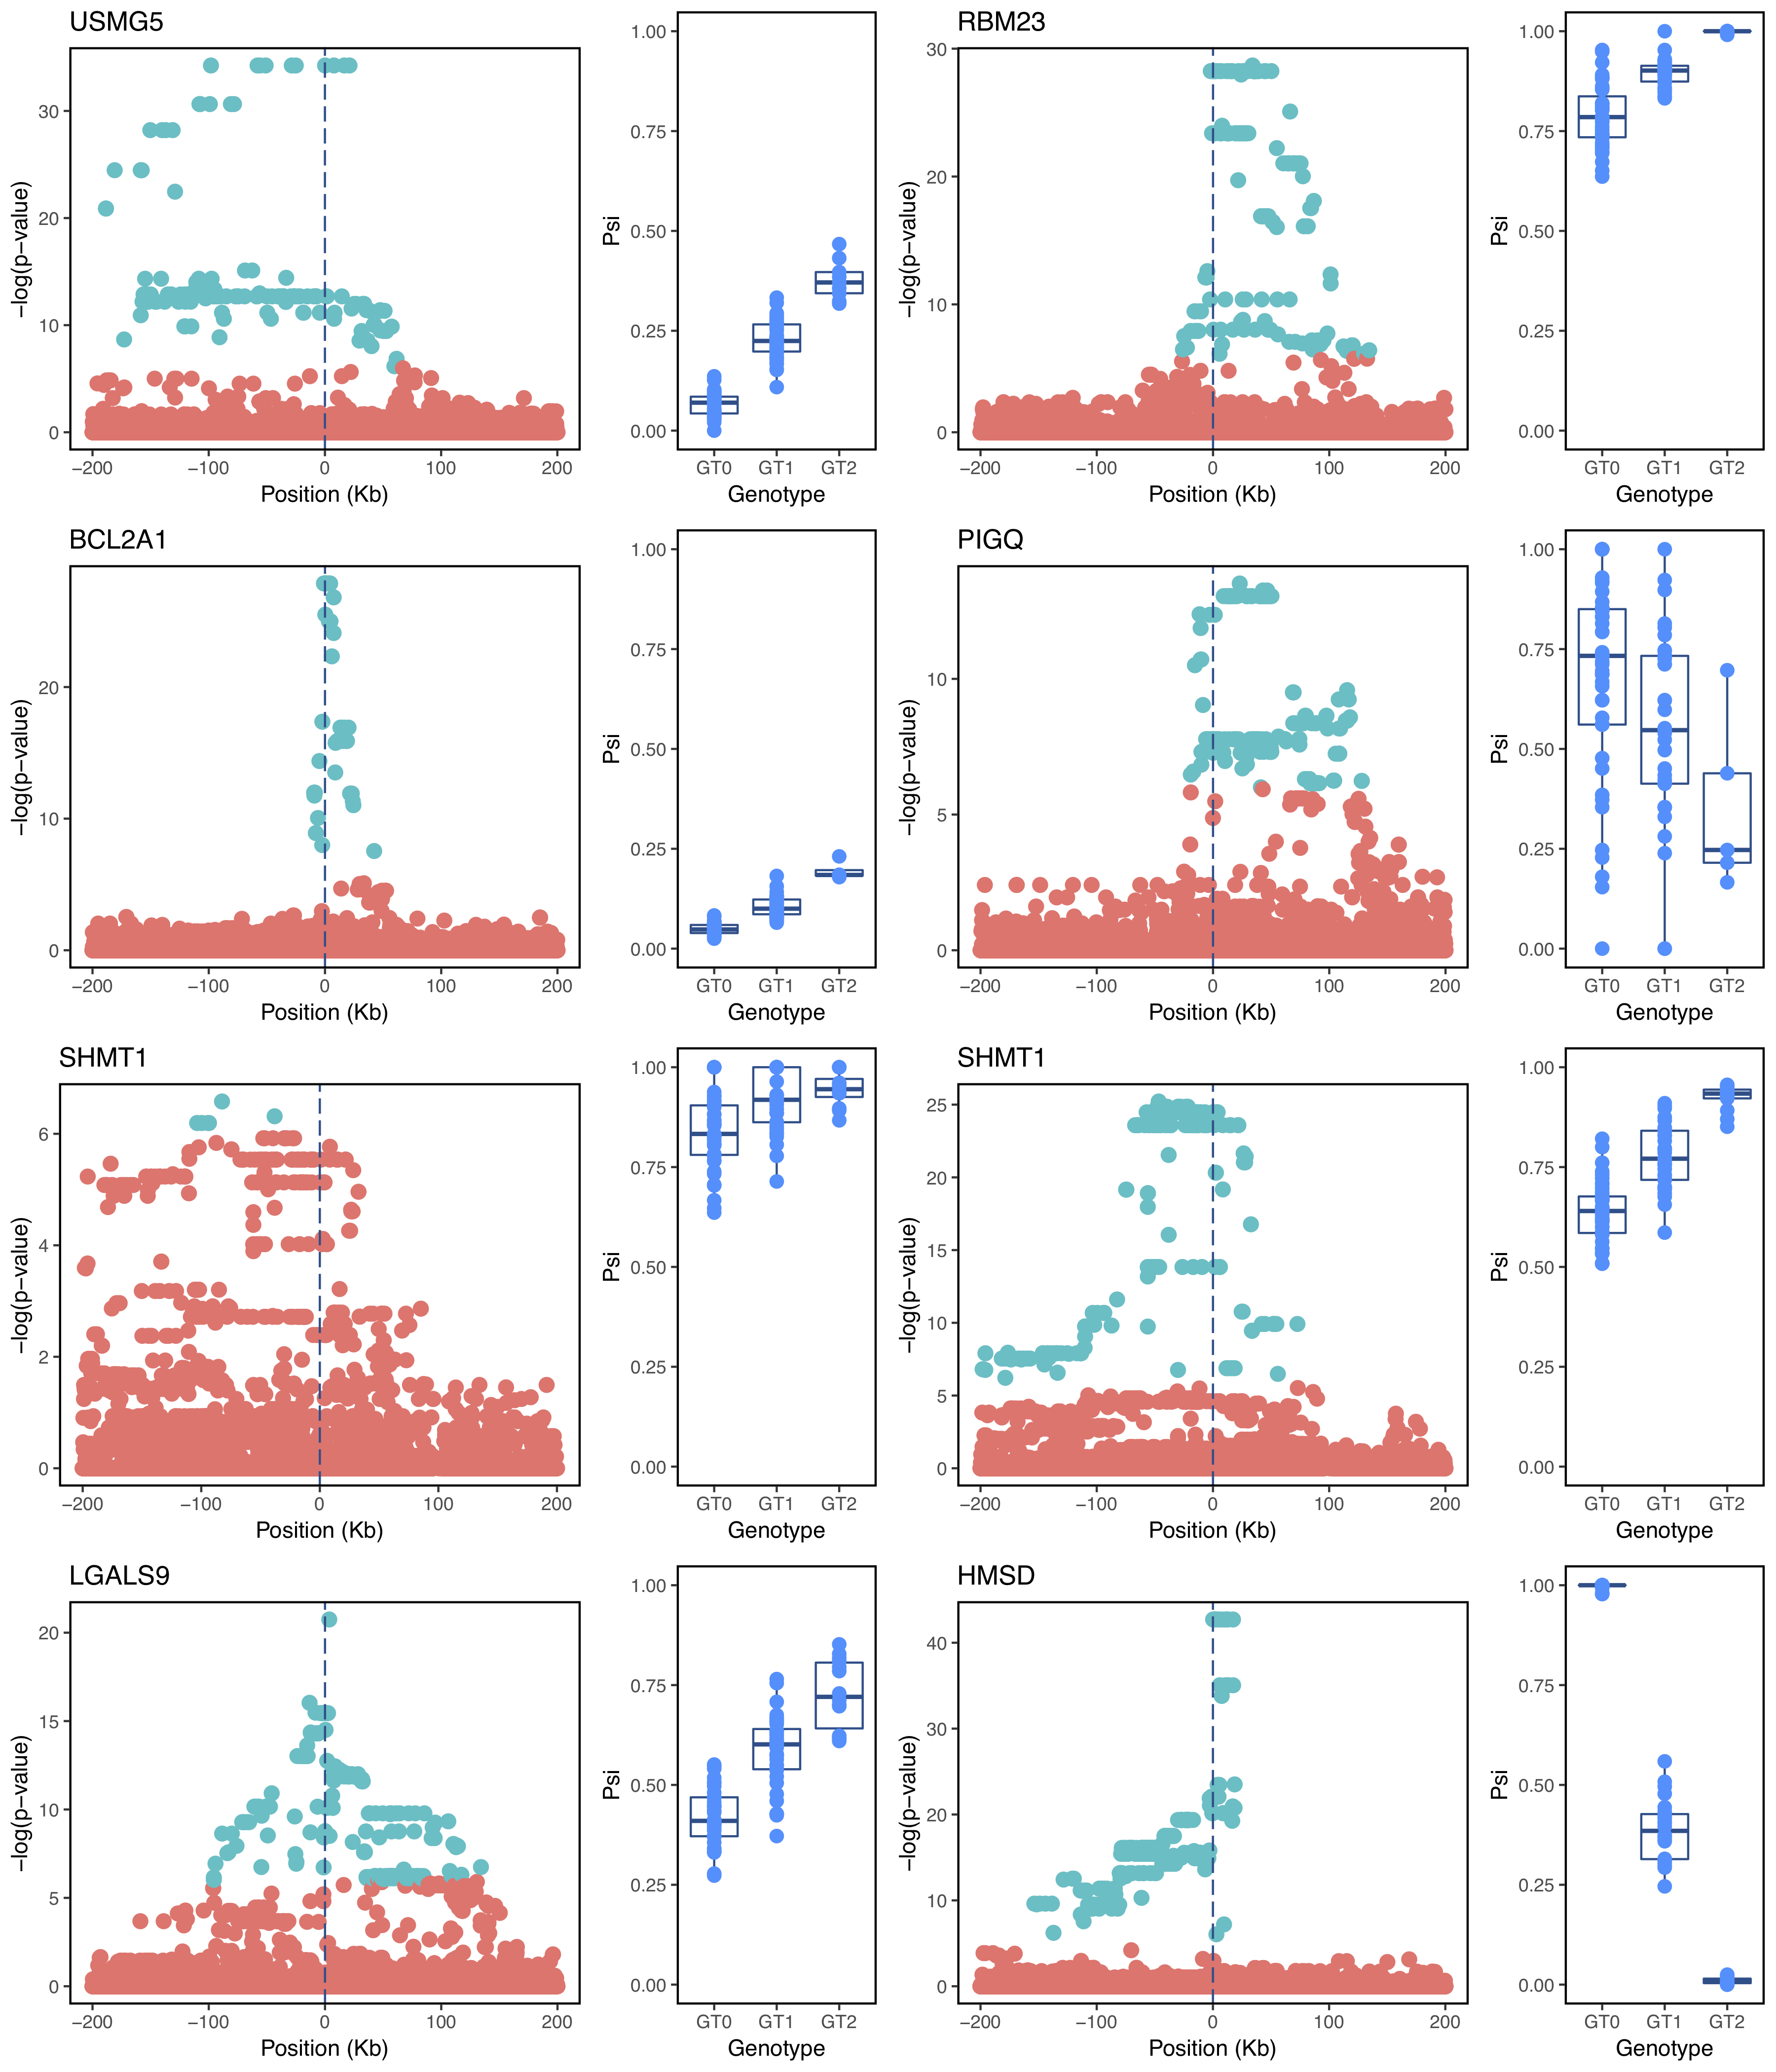 USMG5
−log(p−value)
30
20
10
0
−200 −100 0 100 200
Position (Kb)
Psi
1.00
0.75
0.50
0.25
0.00
GT0 GT1 GT2
Genotype
RBM23
−log(p−value)
30
20
10
0
−200 −100 0 100 200
Position (Kb)
Psi
1.00
0.75
0.50
0.25
0.00
GT0 GT1 GT2
Genotype
BCL2A1
−log(p−value)
20
10
0
−200 −100 0 100 200
Position (Kb)
Psi
1.00
0.75
0.50
0.25
0.00
GT0 GT1 GT2
Genotype
PIGQ
−log(p−value)
10
5
0
−200 −100 0 100 200
Position (Kb)
Psi
1.00
0.75
0.50
0.25
0.00
GT0 GT1 GT2
Genotype
SHMT1
−log(p−value)
6
4
2
0
−200 −100 0 100 200
Position (Kb)
Psi
1.00
0.75
0.50
0.25
0.00
GT0 GT1 GT2
Genotype
SHMT1
−log(p−value)
25
20
15
10
5
0
−200 −100 0 100 200
Position (Kb)
Psi
1.00
0.75
0.50
0.25
0.00
GT0 GT1 GT2
Genotype
LGALS9
−log(p−value)
20
15
10
5
0
−200 −100 0 100 200
Position (Kb)
Psi
1.00
0.75
0.50
0.25
0.00
GT0 GT1 GT2
Genotype
HMSD
−log(p−value)
40
30
20
10
0
−200 −100 0 100 200
Position (Kb)
Psi
1.00
0.75
0.50
0.25
0.00
GT0 GT1 GT2
Genotype